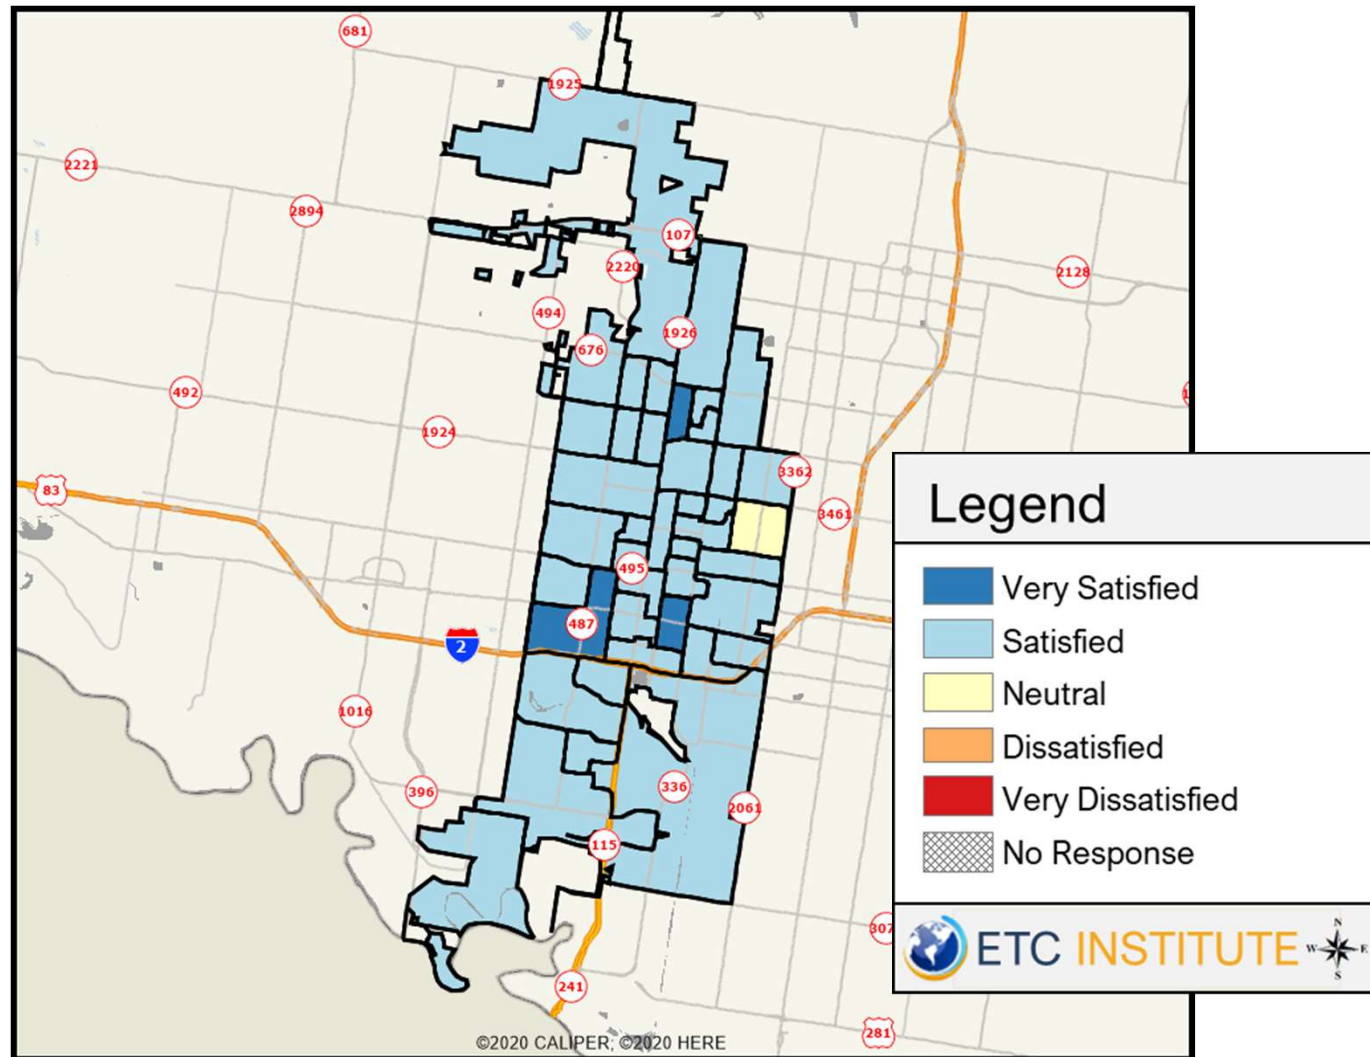 681
1925
2221
2894
107
2220
2128
494
1926
676
492
1924
3362
83
3461
495
487
2
1016
336
396
2061
115
307
241
281
©2020 CALIPER; ©2020 HERE
Legend
Very Satisfied
Satisfied
Neutral
Dissatisfied
Very Dissatisfied
No Response
ETC INSTITUTE
N
W
E
S